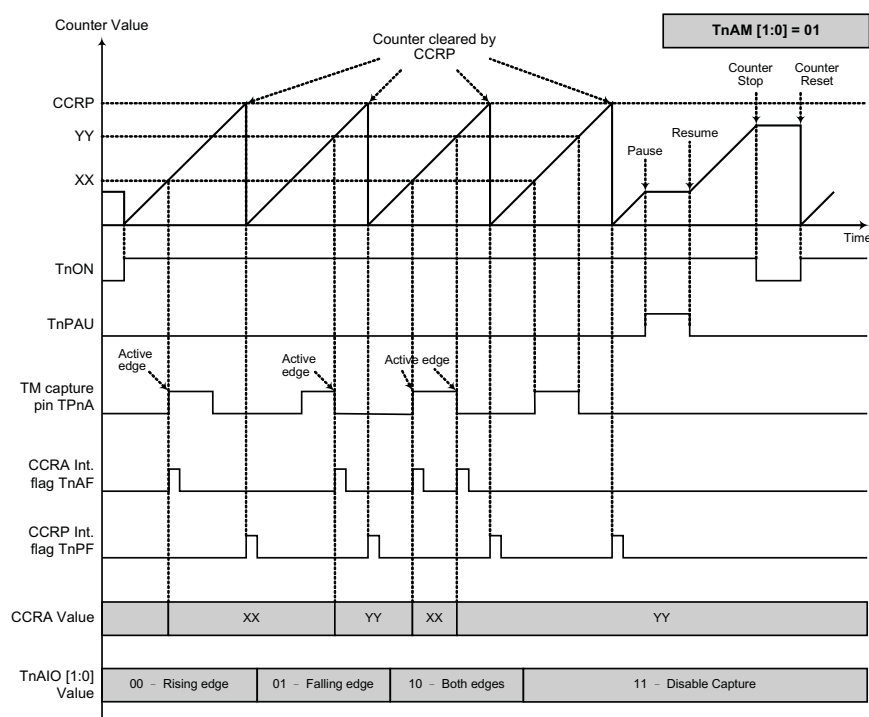 Counter Value
TnAM [1:0] = 01
Counter cleared by
CCRP
Counter
Stop
Counter
Reset
CCRP
YY
XX
Pause
Resume
Time
TnON
TnPAU
Active
edge
Active
edge
Active edge
TM capture
pin TPnA
CCRA Int.
flag TnAF
CCRP Int.
flag TnPF
CCRA Value
XX
YY
XX
YY
TnAIO [1:0]
Value
00 - Rising edge
01 - Falling edge
10 - Both edges
11 - Disable Capture